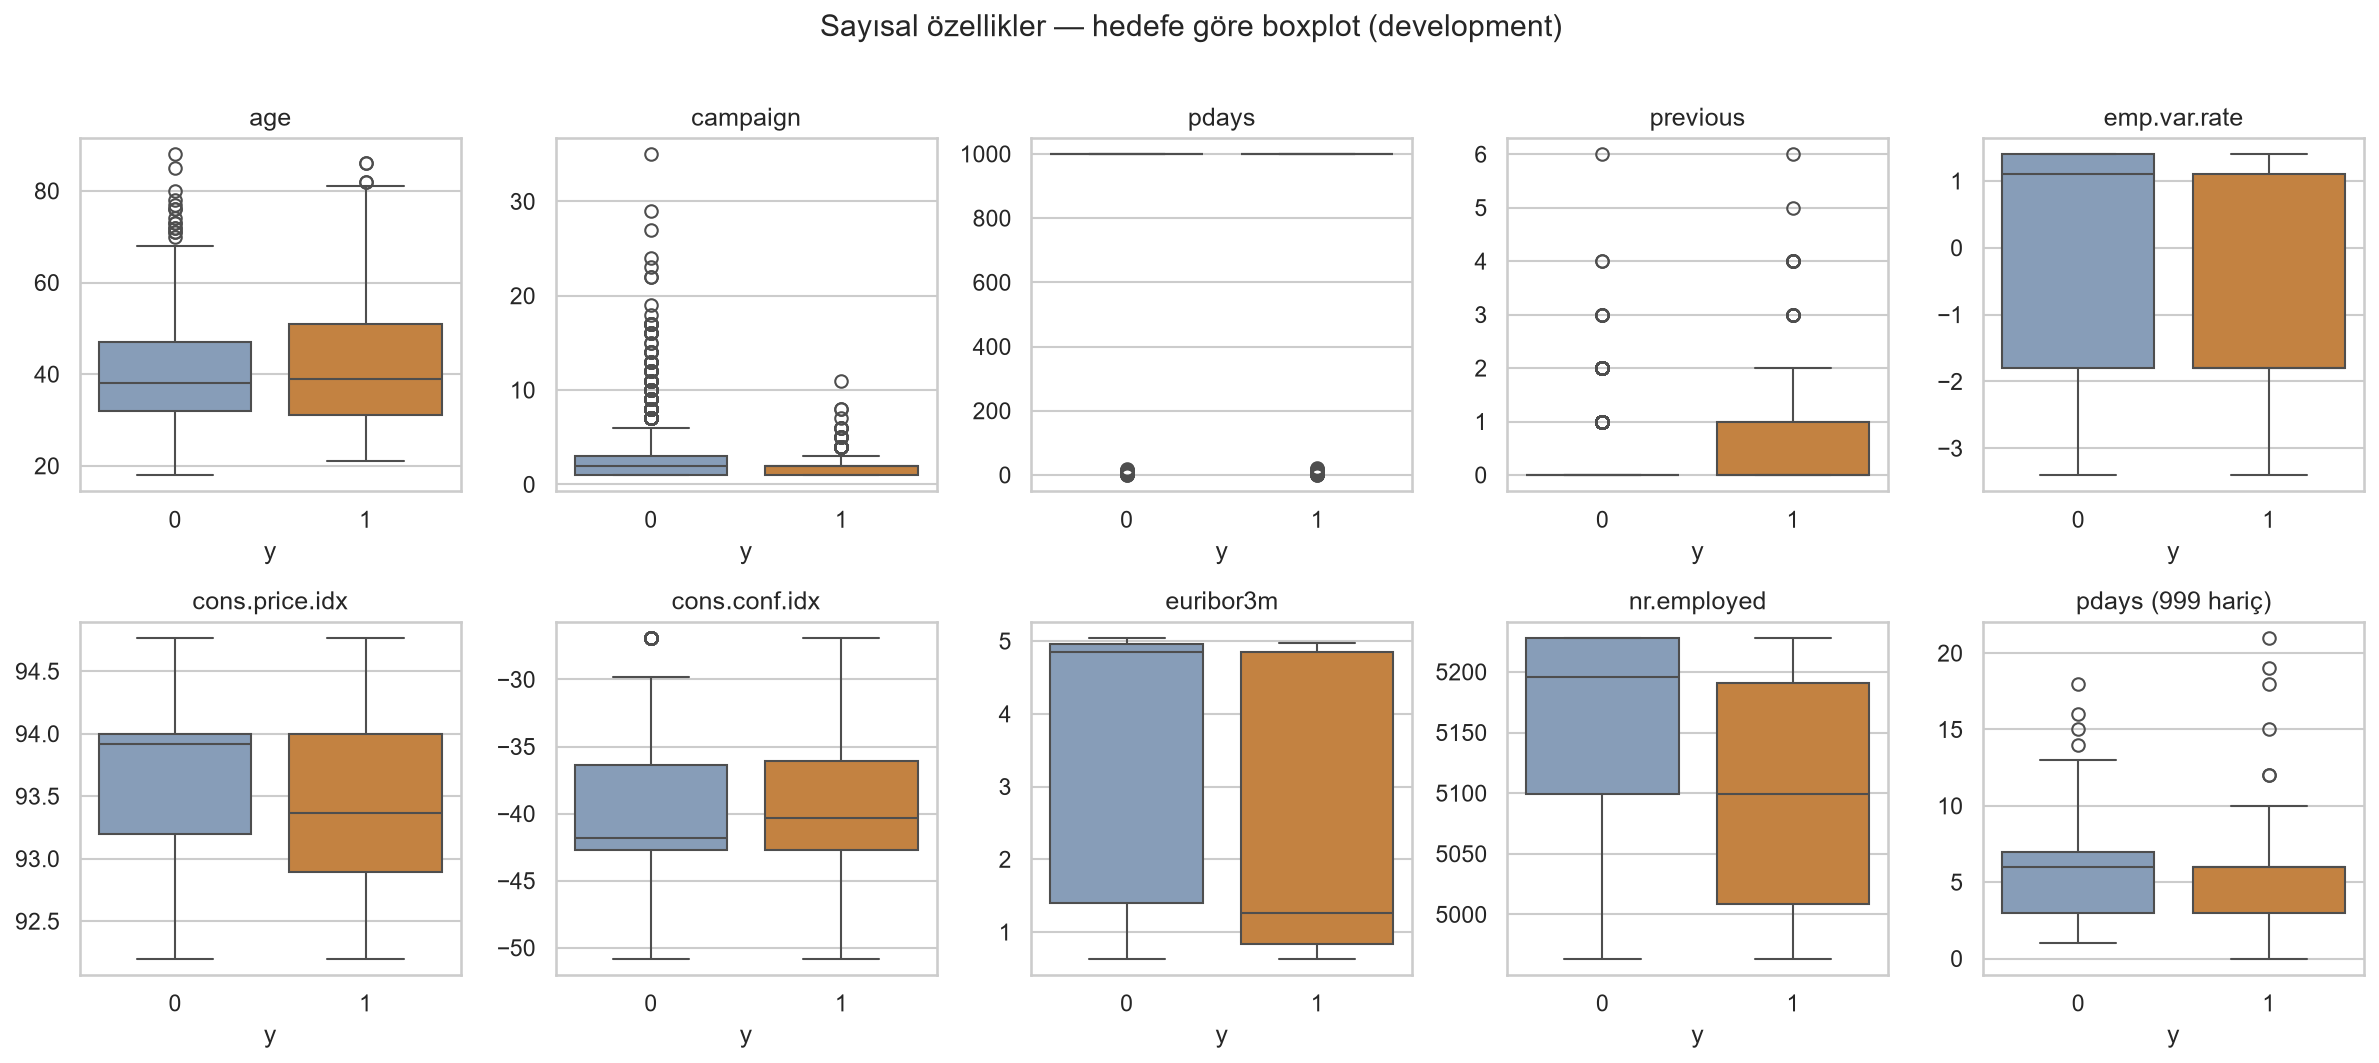 Sayısal özellikler — hedefe göre boxplot (development)
age
campaign
pdays
previous
emp.var.rate
80
60
40
20
30
20
10
0
1000
800
600
400
200
0
6
5
4
3
2
1
0
1
0
−1
−2
−3
0 1
0 1
0 1
0 1
0 1
y
y
y
y
y
cons.price.idx
cons.conf.idx
euribor3m
nr.employed
pdays (999 hariç)
94.5
94.0
93.5
93.0
92.5
−30
−35
−40
−45
−50
5
4
3
2
1
5200
5150
5100
5050
5000
20
15
10
5
0
0 1
0 1
0 1
0 1
0 1
y
y
y
y
y